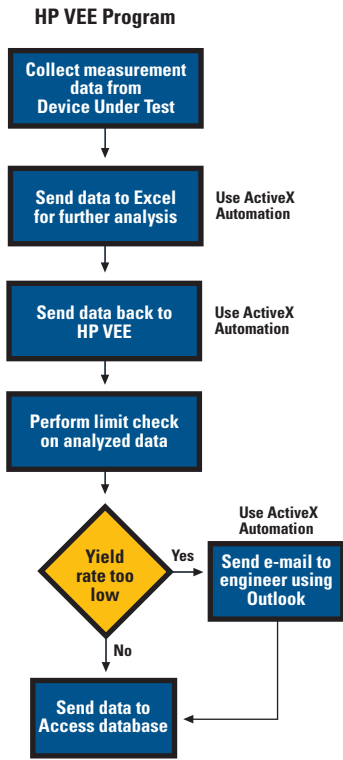 HP VEE Program
Collect measurement
data from
Device Under Test
Send data to Excel
for further analysis
Use ActiveX
Automation
Send data back to
HP VEE
Use ActiveX
Automation
Perform limit check
on analyzed data
Yield
rate too
low
Yes
Use ActiveX
Automation
Send e-mail to
engineer using
Outlook
No
Send data to
Access database